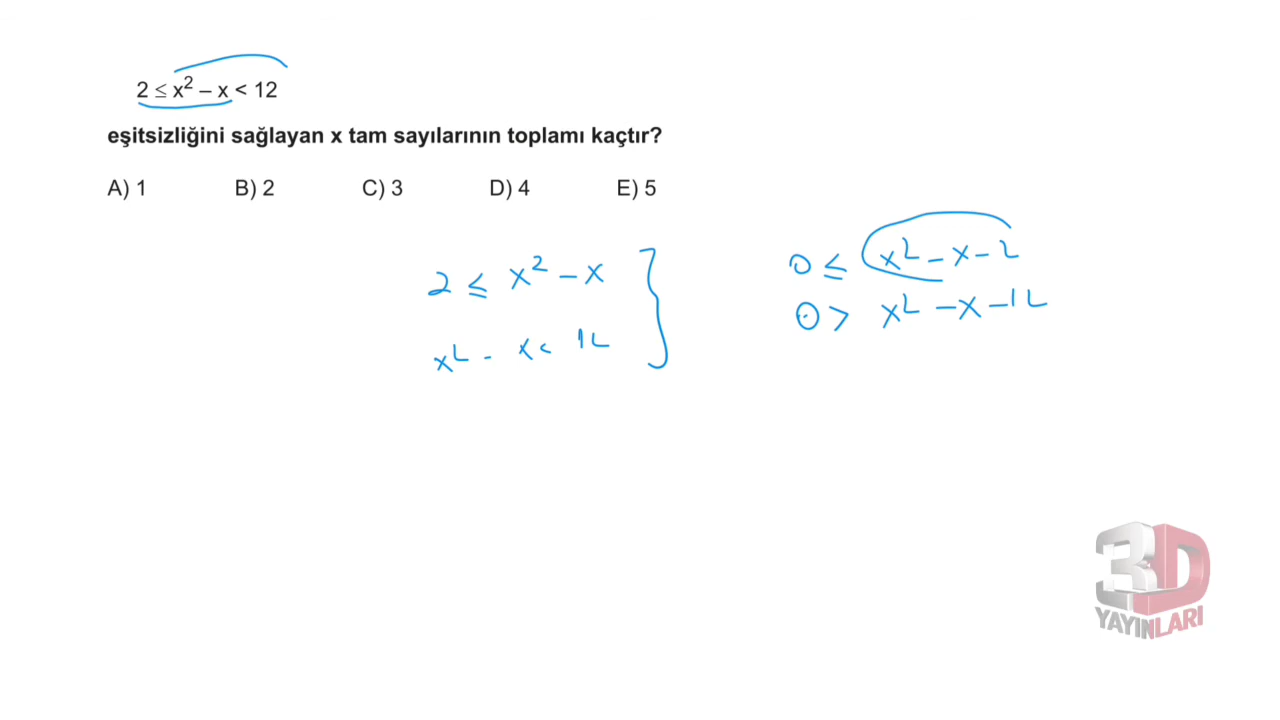 2 ≤ x² – x < 12
eşitsizliğini sağlayan x tam sayılarının toplamı kaçtır?
A) 1 B) 2 C) 3 D) 4 E) 5
2 ≤ x² – x
x² - x < 12
0 ≤ x² – x – 2
0 > x² – x – 12
3D
YAYINLARI